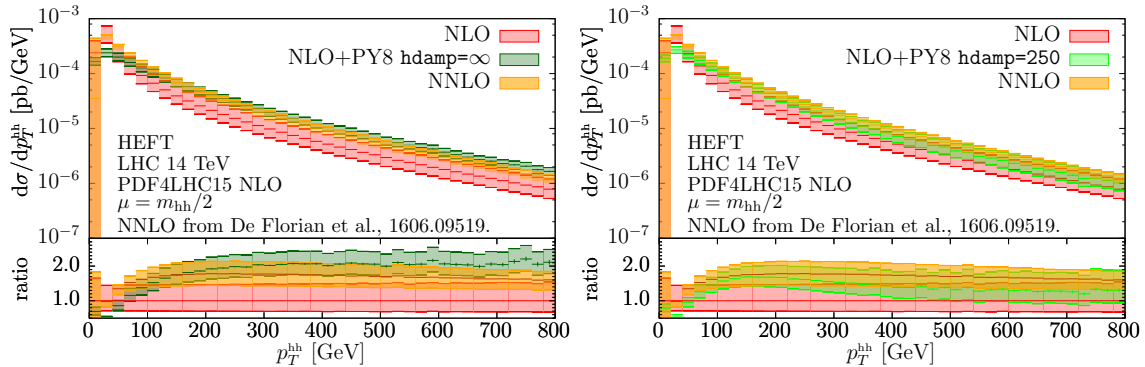 10⁻³
10⁻⁴
10⁻⁵
10⁻⁶
10⁻⁷
dσ/dp_T^hh [pb/GeV]
NLO
NLO+PY8 hdamp=∞
NNLO
HEFT
LHC 14 TeV
PDF4LHC15 NLO
μ = m_hh/2
NNLO from De Florian et al., 1606.09519.
ratio
2.0
1.0
0 100 200 300 400 500 600 700 800
p_T^hh [GeV]
10⁻³
10⁻⁴
10⁻⁵
10⁻⁶
10⁻⁷
dσ/dp_T^hh [pb/GeV]
NLO
NLO+PY8 hdamp=250
NNLO
HEFT
LHC 14 TeV
PDF4LHC15 NLO
μ = m_hh/2
NNLO from De Florian et al., 1606.09519.
ratio
2.0
1.0
0 100 200 300 400 500 600 700 800
p_T^hh [GeV]